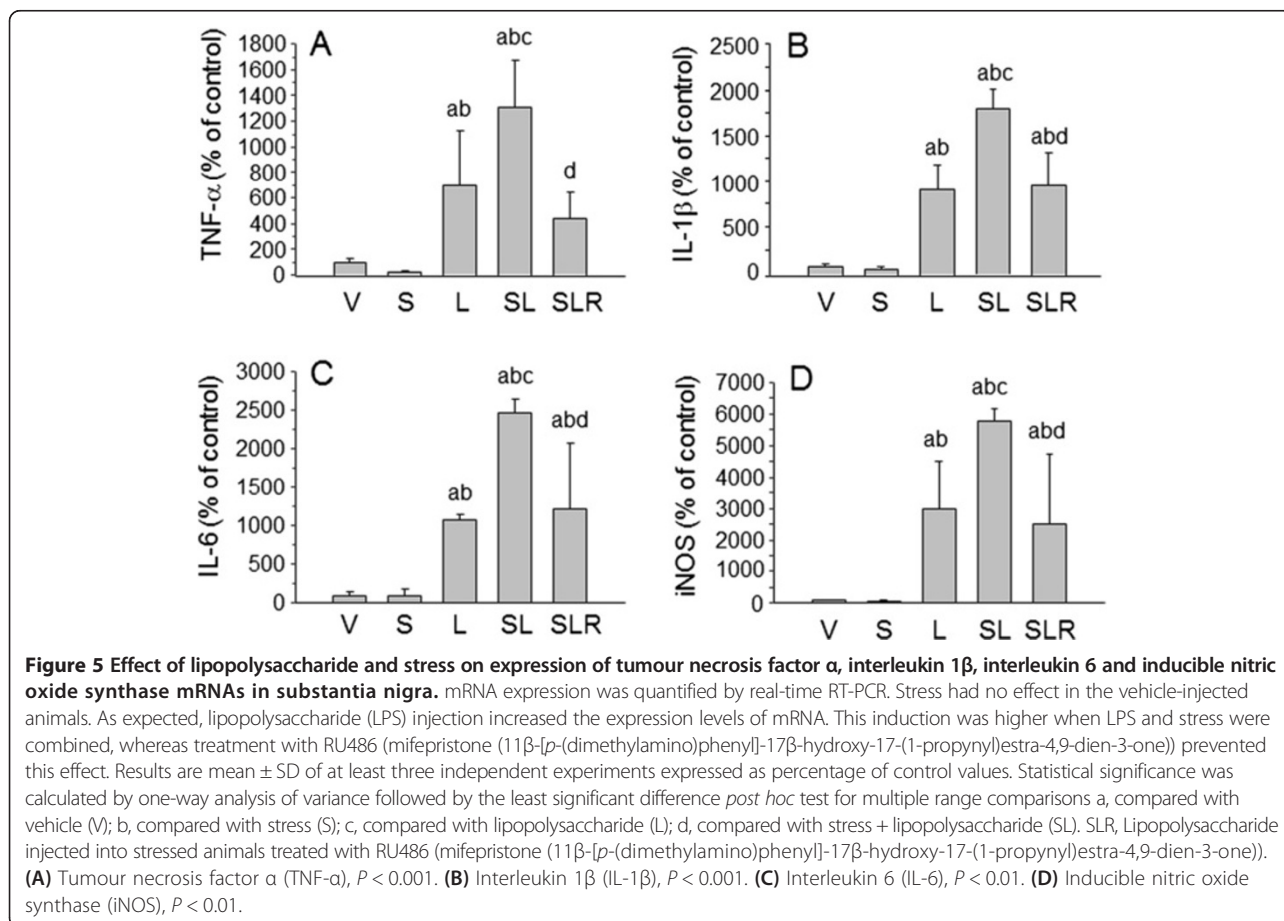 A
TNF-α (% of control)
1800
1600
1400
1200
1000
800
600
400
200
0
ab
abc
d
V S L SL SLR
B
IL-1β (% of control)
2500
2000
1500
1000
500
0
ab
abc
abd
V S L SL SLR
C
IL-6 (% of control)
3000
2500
2000
1500
1000
500
0
ab
abc
abd
V S L SL SLR
D
iNOS (% of control)
7000
6000
5000
4000
3000
2000
1000
0
ab
abc
abd
V S L SL SLR
Figure 5 Effect of lipopolysaccharide and stress on expression of tumour necrosis factor α, interleukin 1β, interleukin 6 and inducible nitric
oxide synthase mRNAs in substantia nigra. mRNA expression was quantified by real-time RT-PCR. Stress had no effect in the vehicle-injected
animals. As expected, lipopolysaccharide (LPS) injection increased the expression levels of mRNA. This induction was higher when LPS and stress were
combined, whereas treatment with RU486 (mifepristone (11β-[p-(dimethylamino)phenyl]-17β-hydroxy-17-(1-propynyl)estra-4,9-dien-3-one)) prevented
this effect. Results are mean ± SD of at least three independent experiments expressed as percentage of control values. Statistical significance was
calculated by one-way analysis of variance followed by the least significant difference post hoc test for multiple range comparisons a, compared with
vehicle (V); b, compared with stress (S); c, compared with lipopolysaccharide (L); d, compared with stress + lipopolysaccharide (SL). SLR, Lipopolysaccharide
injected into stressed animals treated with RU486 (mifepristone (11β-[p-(dimethylamino)phenyl]-17β-hydroxy-17-(1-propynyl)estra-4,9-dien-3-one)).
(A) Tumour necrosis factor α (TNF-α), P < 0.001. (B) Interleukin 1β (IL-1β), P < 0.001. (C) Interleukin 6 (IL-6), P < 0.01. (D) Inducible nitric oxide
synthase (iNOS), P < 0.01.